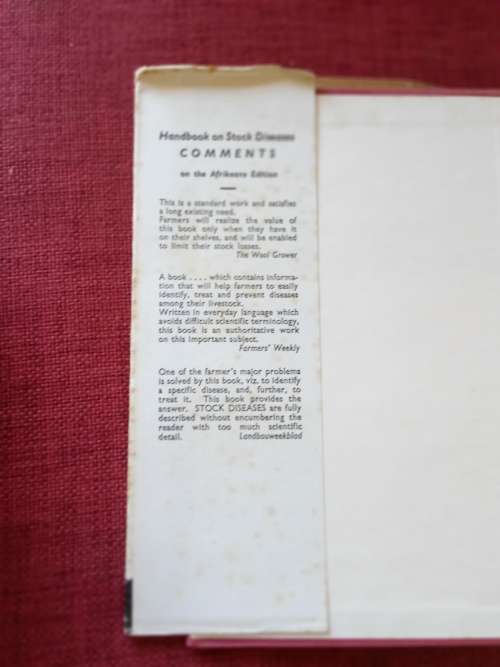 Handbook on Stock Diseases
COMMENTS
on the Afrikaans Edition
This is a standard work and satisfies
a long existing need.
Farmers will realize the value of
this book only when they have it
on their shelves, and will be enabled
to limit their stock losses.
The Wool Grower
A book . . . . which contains informa-
tion that will help farmers to easily
identify, treat and prevent diseases
among their livestock.
Written in everyday language which
avoids difficult scientific terminology,
this book is an authoritative work
on this important subject.
Farmers' Weekly
One of the farmer's major problems
is solved by this book, viz. to identify
a specific disease, and, further, to
treat it. This book provides the
answer. STOCK DISEASES are fully
described without encumbering the
reader with too much scientific
detail. Landbouweekblad